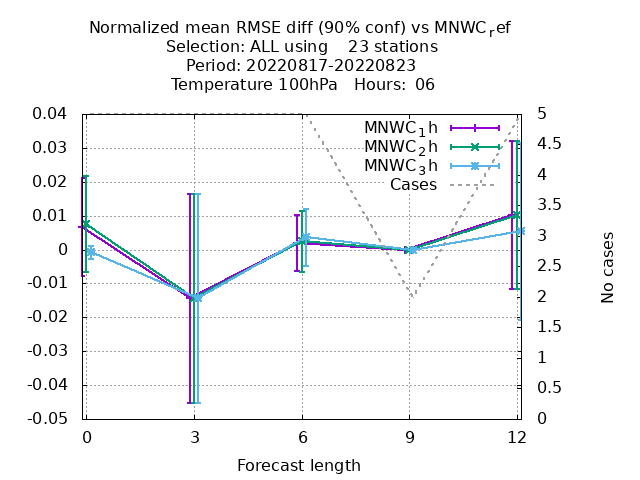 Normalized mean RMSE diff (90% conf) vs MNWC_ref
Selection: ALL using    23 stations
Period: 20220817-20220823
Temperature 100hPa   Hours:  06
MNWC_1h
MNWC_2h
MNWC_3h
Cases
0.04
0.03
0.02
0.01
0
-0.01
-0.02
-0.03
-0.04
-0.05
5
4.5
4
3.5
3
2.5
2
1.5
1
0.5
0
No cases
0 3 6 9 12
Forecast length